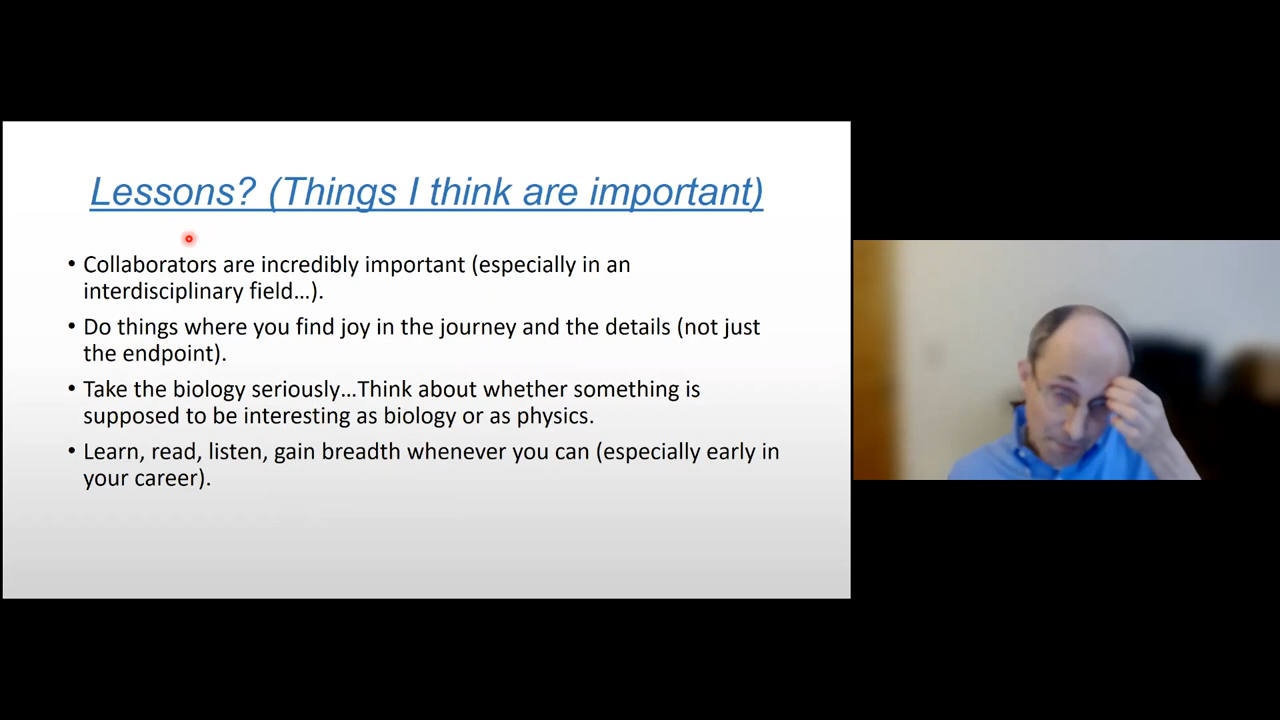 Lessons? (Things I think are important)
• Collaborators are incredibly important (especially in an
interdisciplinary field…).
• Do things where you find joy in the journey and the details (not just
the endpoint).
• Take the biology seriously…Think about whether something is
supposed to be interesting as biology or as physics.
• Learn, read, listen, gain breadth whenever you can (especially early in
your career).